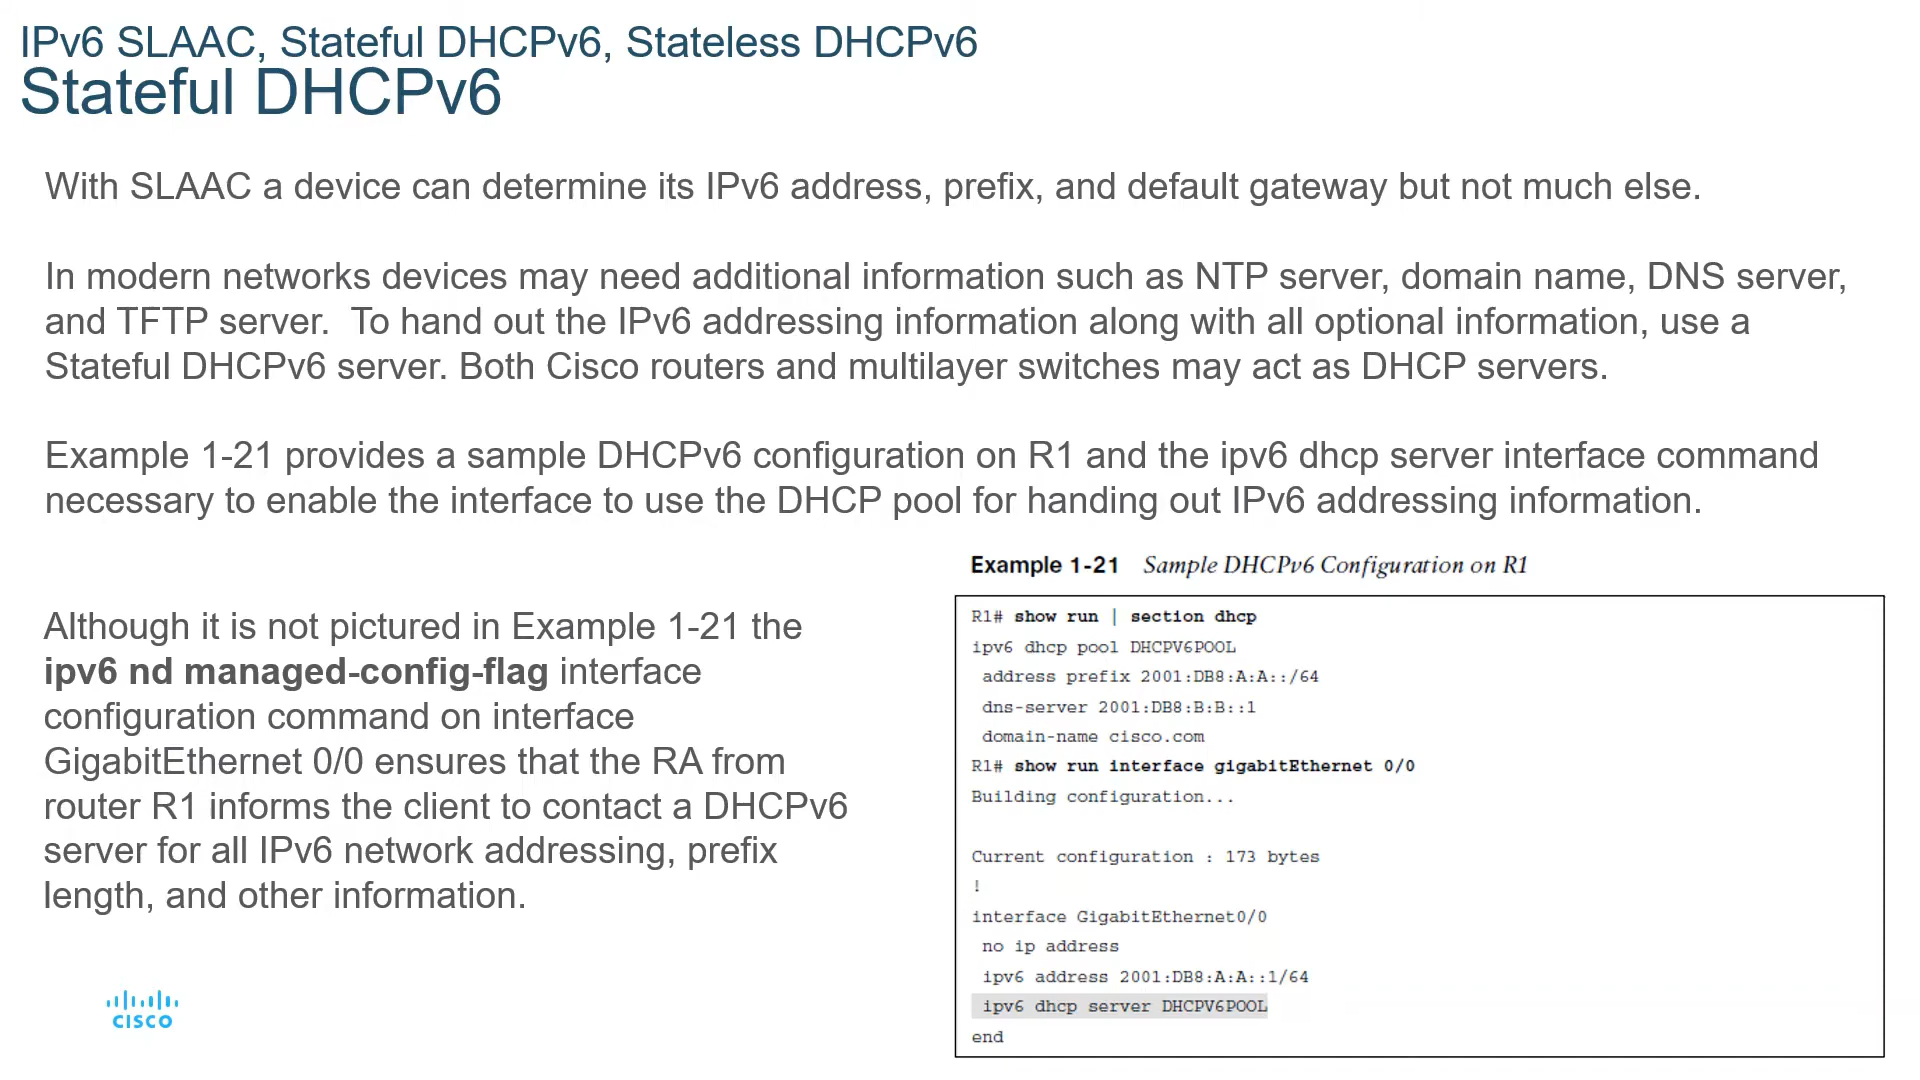 IPv6 SLAAC, Stateful DHCPv6, Stateless DHCPv6
Stateful DHCPv6
With SLAAC a device can determine its IPv6 address, prefix, and default gateway but not much else.
In modern networks devices may need additional information such as NTP server, domain name, DNS server,
and TFTP server.  To hand out the IPv6 addressing information along with all optional information, use a
Stateful DHCPv6 server. Both Cisco routers and multilayer switches may act as DHCP servers.
Example 1-21 provides a sample DHCPv6 configuration on R1 and the ipv6 dhcp server interface command
necessary to enable the interface to use the DHCP pool for handing out IPv6 addressing information.
Although it is not pictured in Example 1-21 the
ipv6 nd managed-config-flag interface
configuration command on interface
GigabitEthernet 0/0 ensures that the RA from
router R1 informs the client to contact a DHCPv6
server for all IPv6 network addressing, prefix
length, and other information.
Example 1-21 Sample DHCPv6 Configuration on R1
R1# show run | section dhcp
ipv6 dhcp pool DHCPV6POOL
address prefix 2001:DB8:A:A::/64
dns-server 2001:DB8:B:B::1
domain-name cisco.com
R1# show run interface gigabitEthernet 0/0
Building configuration...
Current configuration : 173 bytes
!
interface GigabitEthernet0/0
no ip address
ipv6 address 2001:DB8:A:A::1/64
ipv6 dhcp server DHCPV6POOL
end
CISCO